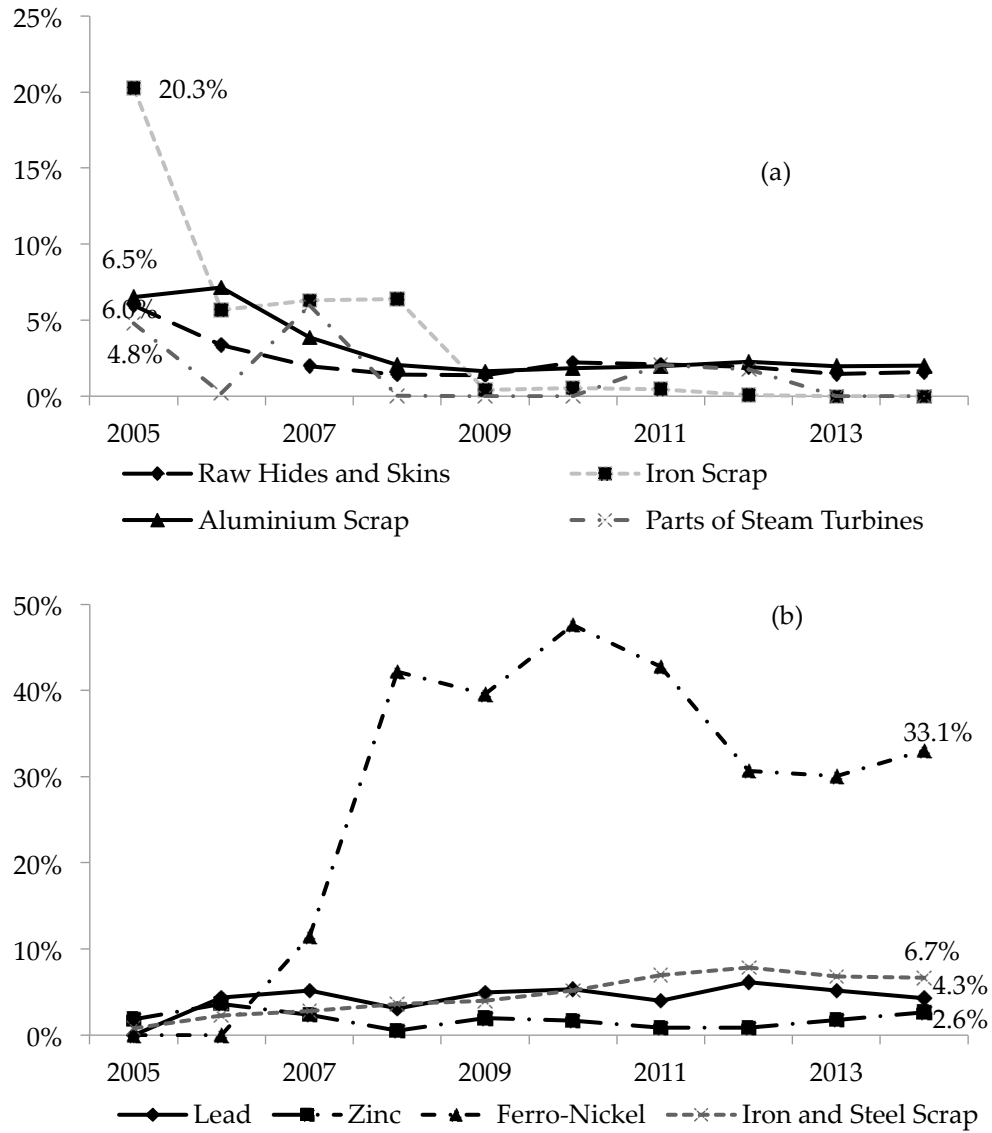 25%
20%
20.3%
15%
(a)
10%
6.5%
5%
6.0%
4.8%
0%
2005 2007 2009 2011 2013
Raw Hides and Skins Iron Scrap
Aluminium Scrap Parts of Steam Turbines
50%
(b)
40%
33.1%
30%
20%
10%
6.7%
4.3%
2.6%
0%
2005 2007 2009 2011 2013
Lead Zinc Ferro-Nickel Iron and Steel Scrap